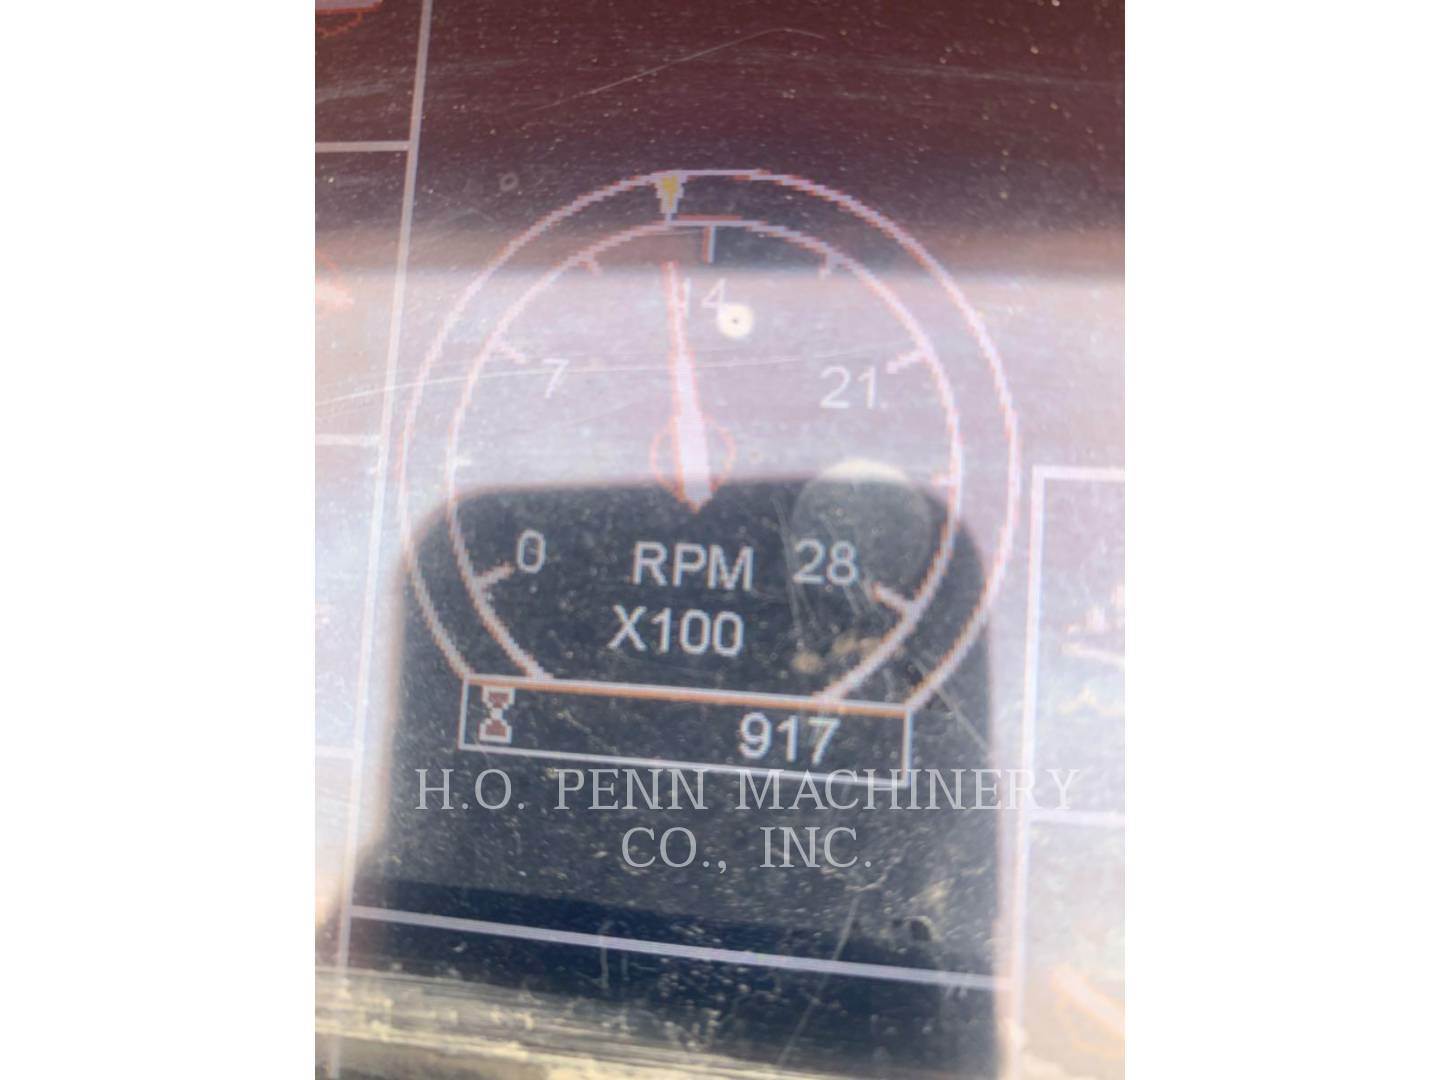 14
7
21
0
RPM
28
X100
917
H.O. PENN MACHINERY
CO., INC.